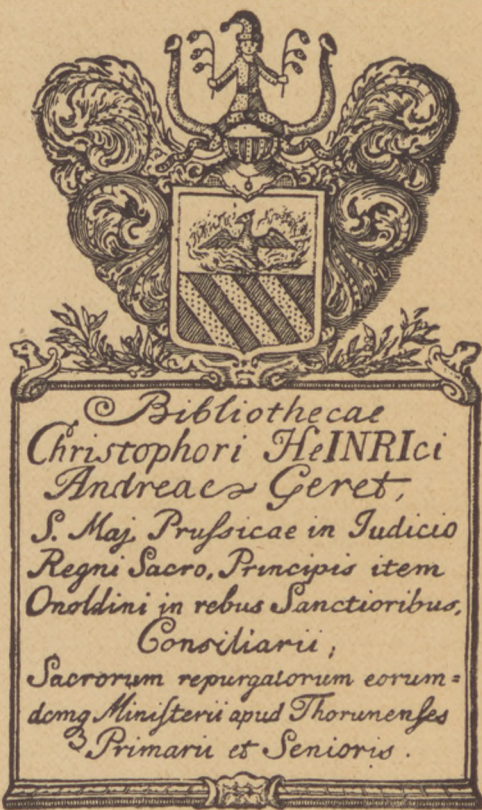 Bibliothecae
Christophori HeINRIci
Andreae Geret,
S. Maj. Prussicae in Judicio
Regni Sacro, Principis item
Onoldini in rebus Sanctioribus,
Consiliarii;
Sacrorum repurgatorum eorum=
demq Ministerii apud Thorunenses
Primarii et Senioris.